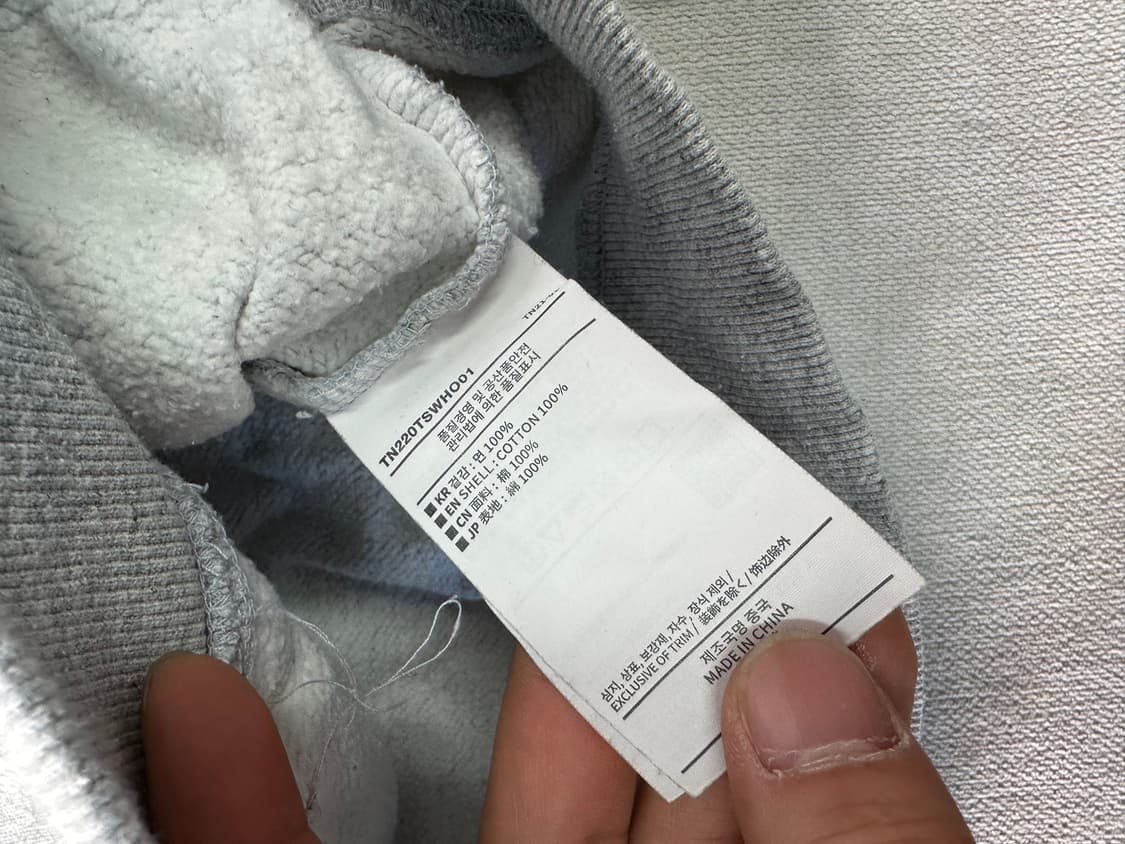 TN220TSWHO01
품질경영 및 공산품안전
관리법에 의한 품질표시
■ KR 겉감 : 면 100%
■ EN SHELL : COTTON 100%
■ CN 面料 : 棉 100%
■ JP 表地 : 綿 100%
심지, 상표, 보강재, 자수, 장식 제외 /
EXCLUSIVE OF TRIM / 装飾を除く / 饰边除外
제조국명 중국
MADE IN CHINA